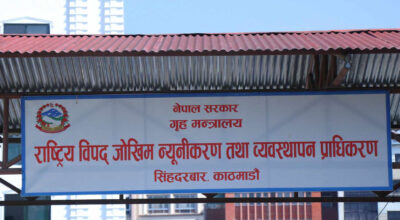 नेपाल सरकार
गृह मन्त्रालय
राष्ट्रिय विपद् जोखिम न्यूनीकरण तथा व्यवस्थापन प्राधिकरण
सिंहदरबार, काठमाडौं